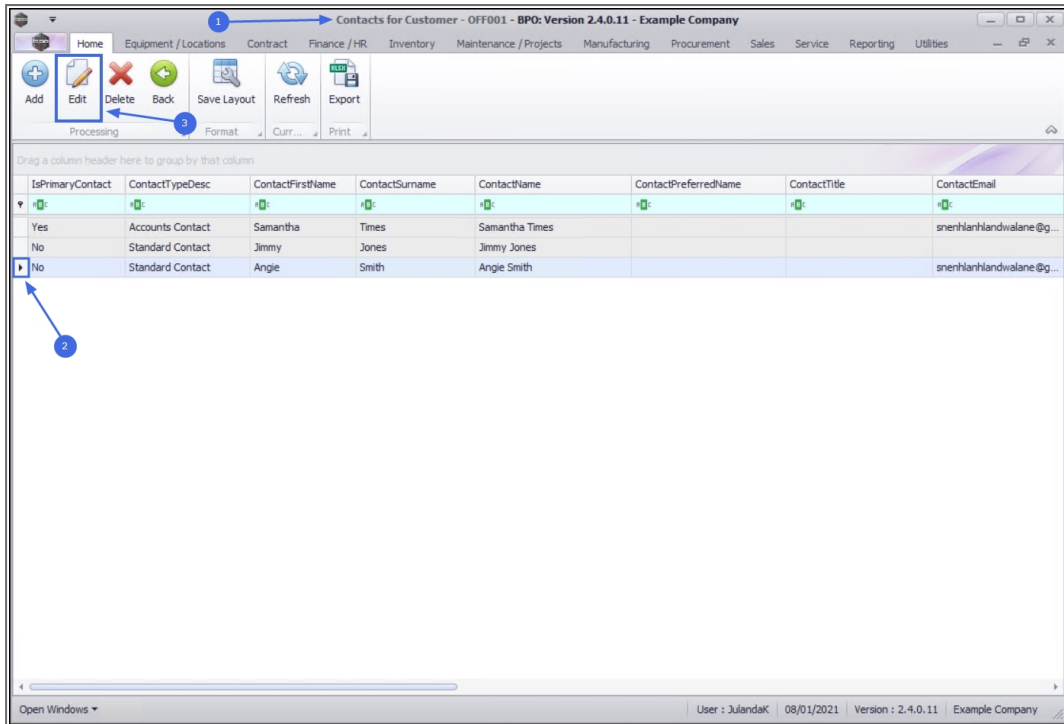 1
Contacts for Customer - OFF001 - BPO: Version 2.4.0.11 - Example Company
Home Equipment / Locations Contract Finance / HR Inventory Maintenance / Projects Manufacturing Procurement Sales Service Reporting Utilities
XLSX
Add Edit Delete Back Save Layout Refresh Export
3
Processing Format Curr... Print
Drag a column header here to group by that column
IsPrimaryContact ContactTypeDesc ContactFirstName ContactSurname ContactName ContactPreferredName ContactTitle ContactEmail
Yes Accounts Contact Samantha Times Samantha Times snenhlanhlandwalane@g...
No Standard Contact Jimmy Jones Jimmy Jones
No Standard Contact Angie Smith Angie Smith snenhlanhlandwalane@g...
2
Open Windows User : JulandaK 08/01/2021 Version : 2.4.0.11 Example Company